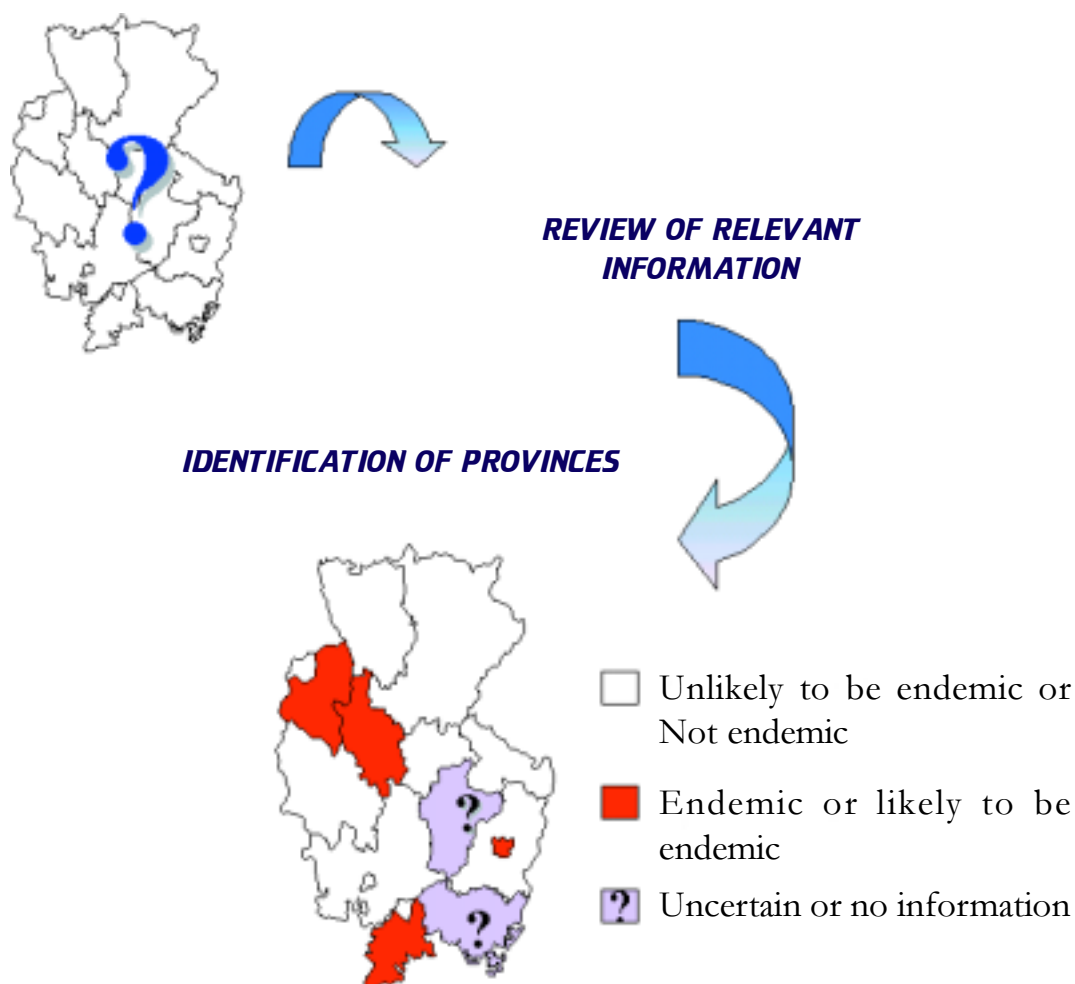 ?
REVIEW OF RELEVANT
INFORMATION
IDENTIFICATION OF PROVINCES
?
?
Unlikely to be endemic or
Not endemic
Endemic or likely to be
endemic
? Uncertain or no information